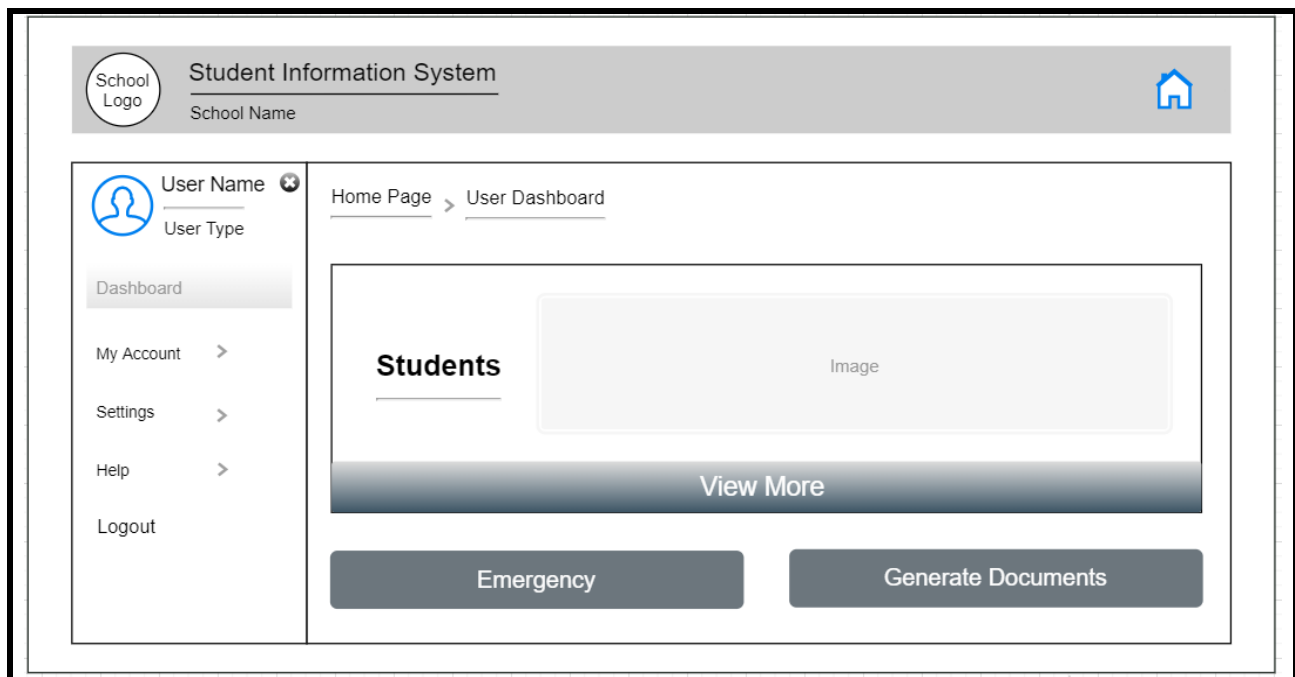 School
Logo
Student Information System
School Name
User Name
User Type
Dashboard
My Account
Settings
Help
Logout
Home Page > User Dashboard
Students
Image
View More
Emergency
Generate Documents